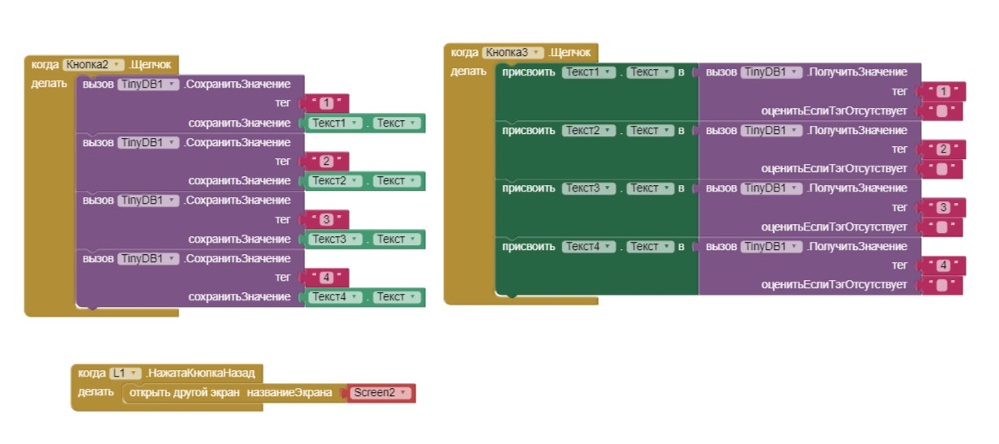 когда Кнопка2 .Щелчок
делать вызов TinyDB1 .СохранитьЗначение
тег " 1 "
сохранитьЗначение Текст1 . Текст
вызов TinyDB1 .СохранитьЗначение
тег " 2 "
сохранитьЗначение Текст2 . Текст
вызов TinyDB1 .СохранитьЗначение
тег " 3 "
сохранитьЗначение Текст3 . Текст
вызов TinyDB1 .СохранитьЗначение
тег " 4 "
сохранитьЗначение Текст4 . Текст
когда Кнопка3 .Щелчок
делать присвоить Текст1 . Текст в вызов TinyDB1 .ПолучитьЗначение
тег " 1 "
оценитьЕслиТэгОтсутствует " "
присвоить Текст2 . Текст в вызов TinyDB1 .ПолучитьЗначение
тег " 2 "
оценитьЕслиТэгОтсутствует " "
присвоить Текст3 . Текст в вызов TinyDB1 .ПолучитьЗначение
тег " 3 "
оценитьЕслиТэгОтсутствует " "
присвоить Текст4 . Текст в вызов TinyDB1 .ПолучитьЗначение
тег " 4 "
оценитьЕслиТэгОтсутствует " "
когда L1 .НажатаКнопкаНазад
делать открыть другой экран названиеЭкрана Screen2